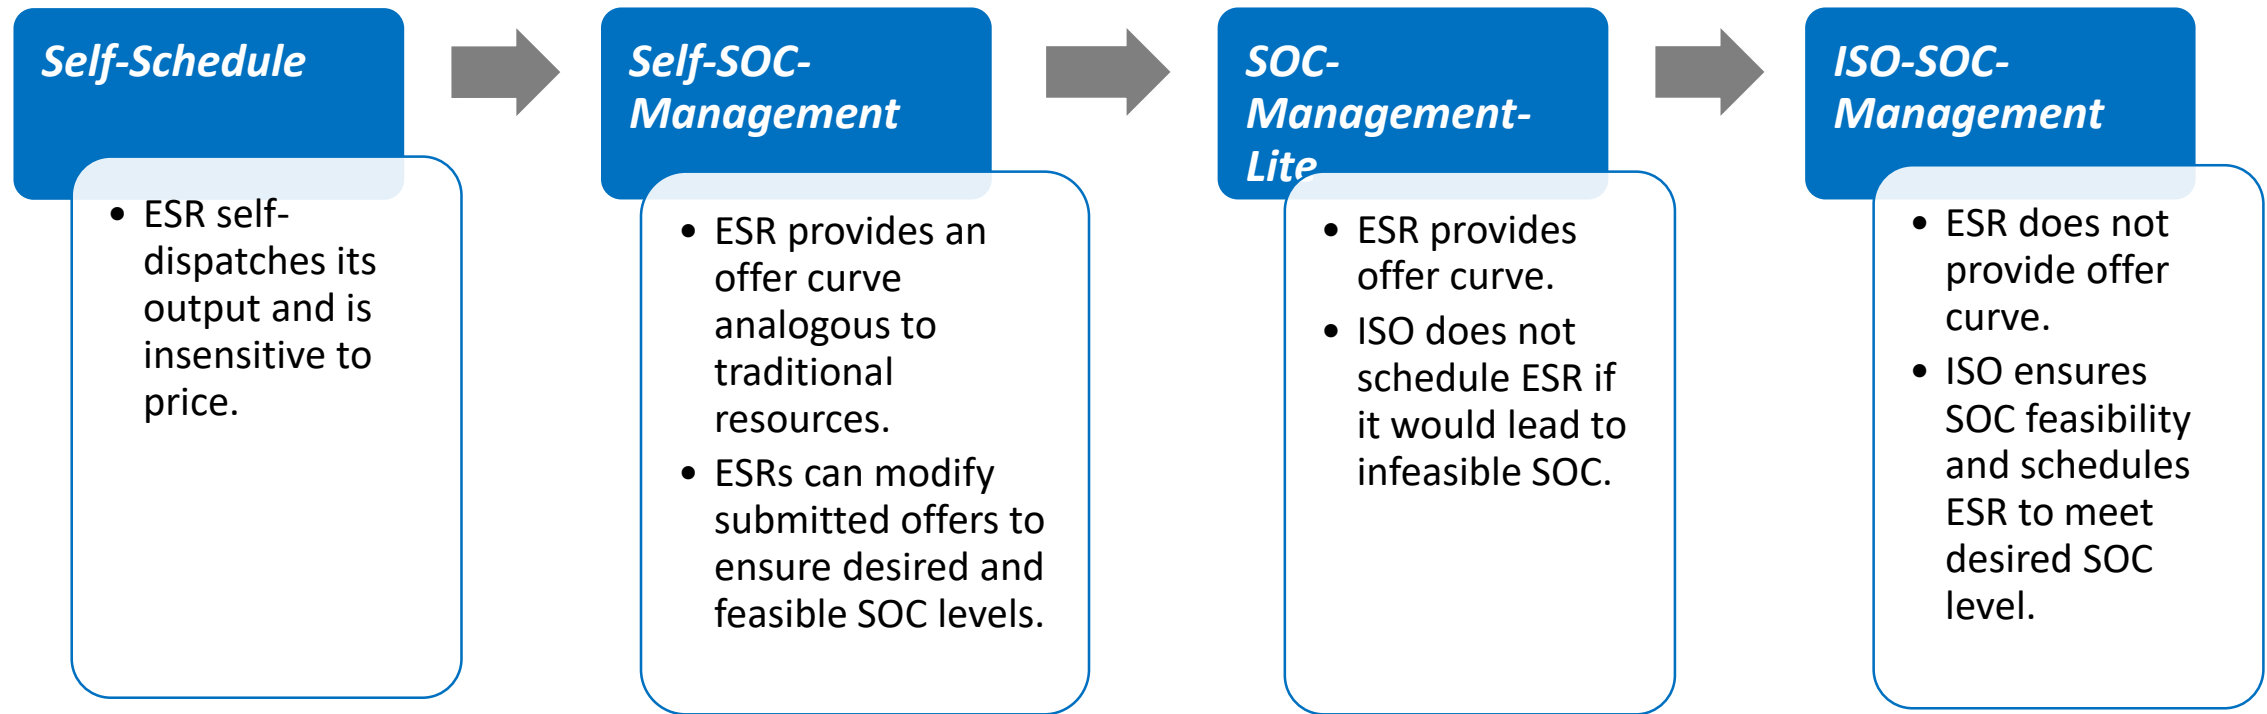 Self-Schedule
• ESR self-
dispatches its
output and is
insensitive to
price.
Self-SOC-
Management
• ESR provides an
offer curve
analogous to
traditional
resources.
• ESRs can modify
submitted offers to
ensure desired and
feasible SOC levels.
SOC-
Management-
Lite
• ESR provides
offer curve.
• ISO does not
schedule ESR if
it would lead to
infeasible SOC.
ISO-SOC-
Management
• ESR does not
provide offer
curve.
• ISO ensures
SOC feasibility
and schedules
ESR to meet
desired SOC
level.